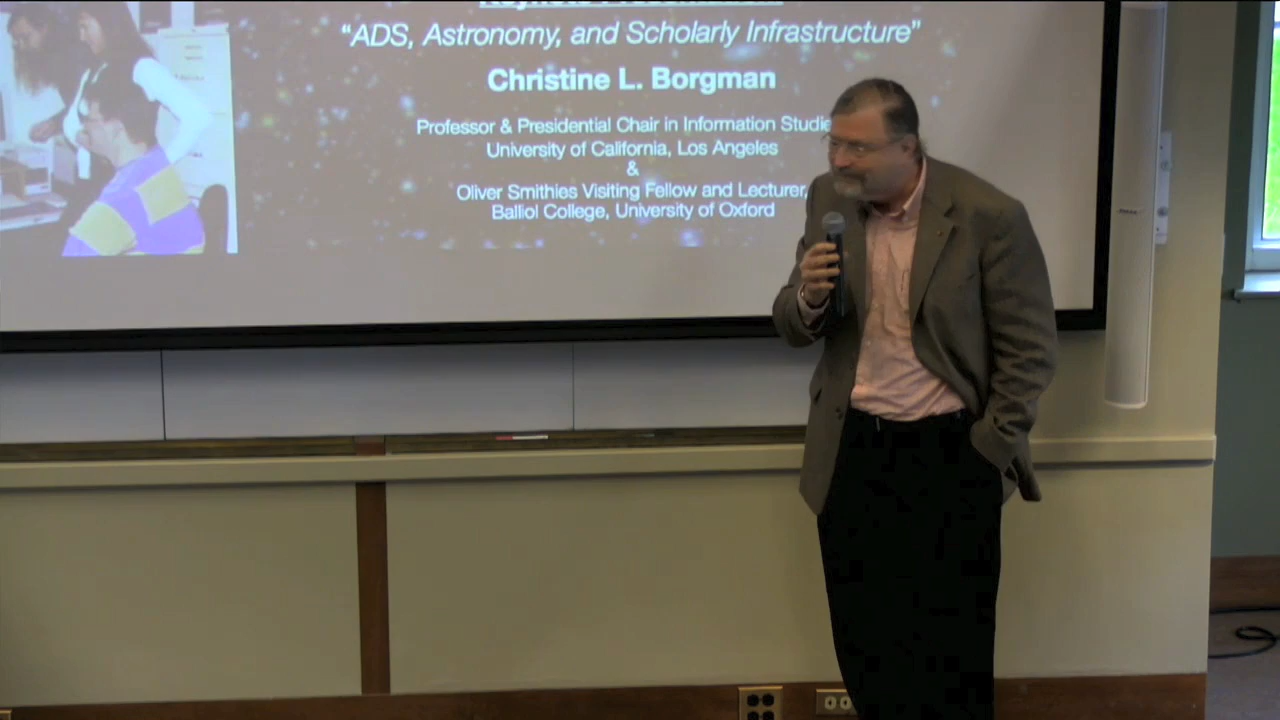 “ADS, Astronomy, and Scholarly Infrastructure”
Christine L. Borgman
Professor & Presidential Chair in Information
University of California, Los Angeles
&
Oliver Smithies Visiting Fellow and Lecturer,
Balliol College, University of Oxford